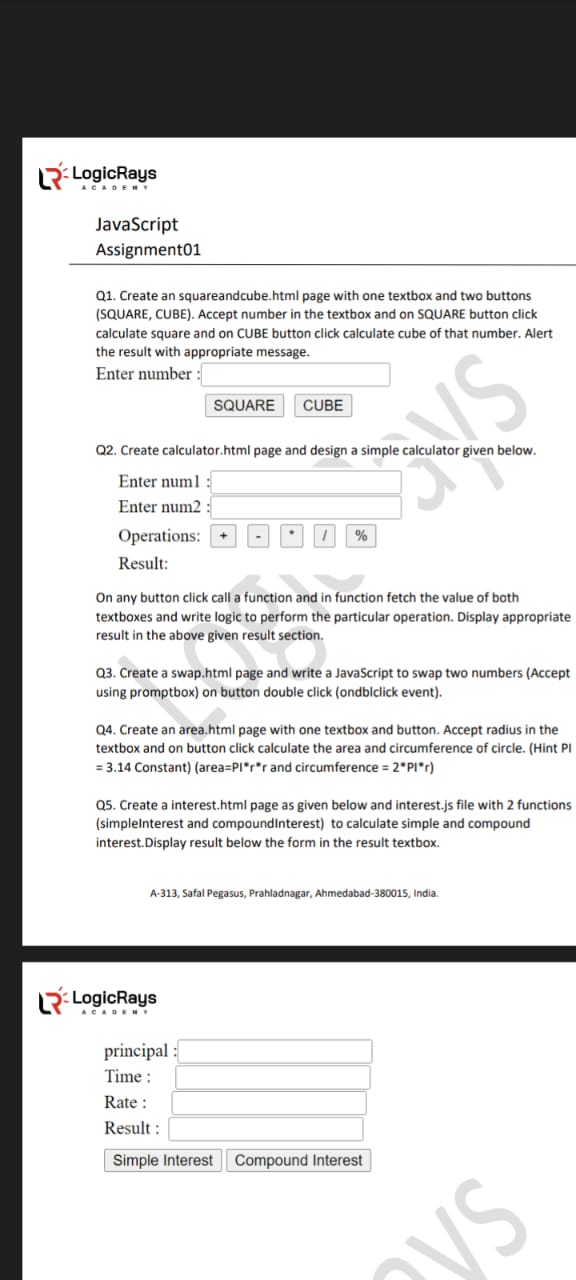 LogicRays
ACADEMY
JavaScript
Assignment01
Q1. Create an squareandcube.html page with one textbox and two buttons
(SQUARE, CUBE). Accept number in the textbox and on SQUARE button click
calculate square and on CUBE button click calculate cube of that number. Alert
the result with appropriate message.
Enter number :
SQUARE CUBE
Q2. Create calculator.html page and design a simple calculator given below.
Enter num1 :
Enter num2 :
Operations: + - * / %
Result:
On any button click call a function and in function fetch the value of both
textboxes and write logic to perform the particular operation. Display appropriate
result in the above given result section.
Q3. Create a swap.html page and write a JavaScript to swap two numbers (Accept
using promptbox) on button double click (ondblclick event).
Q4. Create an area.html page with one textbox and button. Accept radius in the
textbox and on button click calculate the area and circumference of circle. (Hint PI
= 3.14 Constant) (area=PI*r*r and circumference = 2*PI*r)
Q5. Create a interest.html page as given below and interest.js file with 2 functions
(simpleInterest and compoundInterest) to calculate simple and compound
interest.Display result below the form in the result textbox.
A-313, Safal Pegasus, Prahladnagar, Ahmedabad-380015, India.
LogicRays
ACADEMY
principal :
Time :
Rate :
Result :
Simple Interest Compound Interest